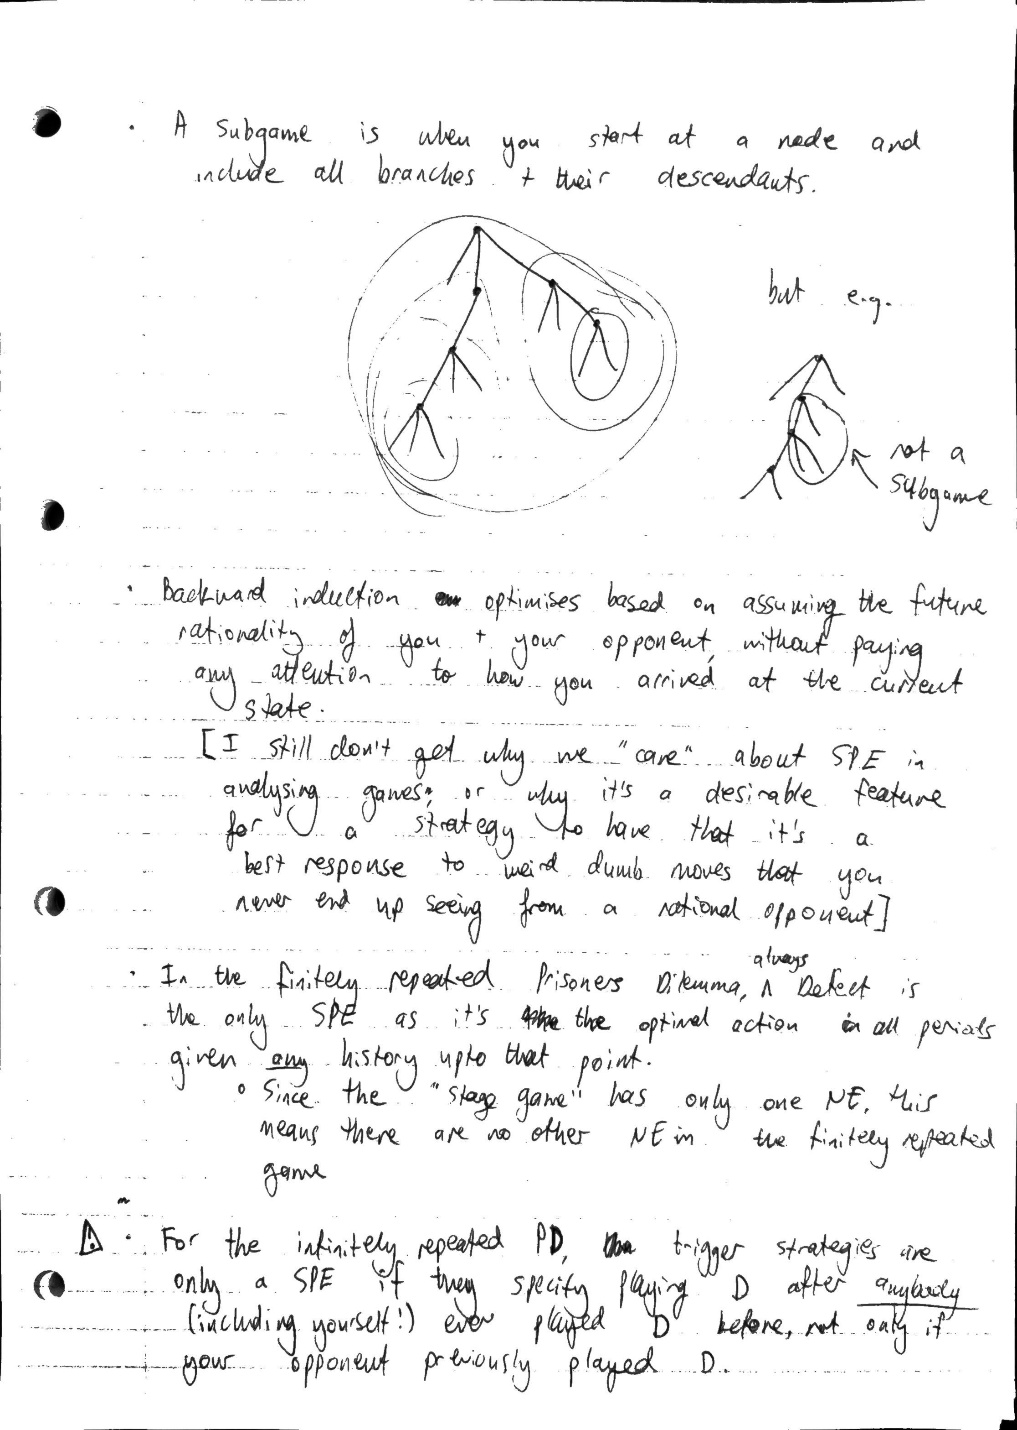 · A subgame is when you start at a node and
include all branches + their descendants.
but e.g.
← not a
subgame
· Backward induction optimises based on assuming the future
rationality of you + your opponent, without paying
any attention to how you arrived at the current
state.
[I still don't get why we "care" about SPE in
analysing games, or why it's a desirable feature
for a strategy to have that it's a
best response to weird dumb moves that you
never end up seeing from a rational opponent]
· In the finitely repeated Prisoners Dilemma, always Defect is
the only SPE as it's the optimal action in all periods
given any history upto that point.
∘ Since the "stage game" has only one NE, this
means there are no other NE in the finitely repeated
game
⚠ · For the infinitely repeated PD, trigger strategies are
only a SPE if they specify playing D after anybody
(including yourself!) ever played D before, not only if
your opponent previously played D.